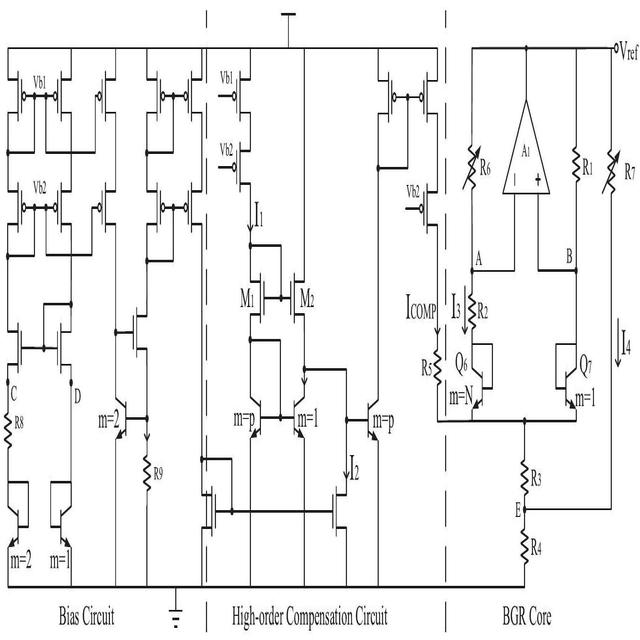 Vref
Vb1
Vb1
A1
R6
R1
R7
Vb2
Vb2
Vb2
I1
A
B
M1
M2
ICOMP
I3
R2
I4
C
D
R5
Q6
Q7
m=N
m=1
R8
m=2
m=p
m=1
m=p
R9
I2
R3
E
R4
m=2
m=1
Bias Circuit
High-order Compensation Circuit
BGR Core